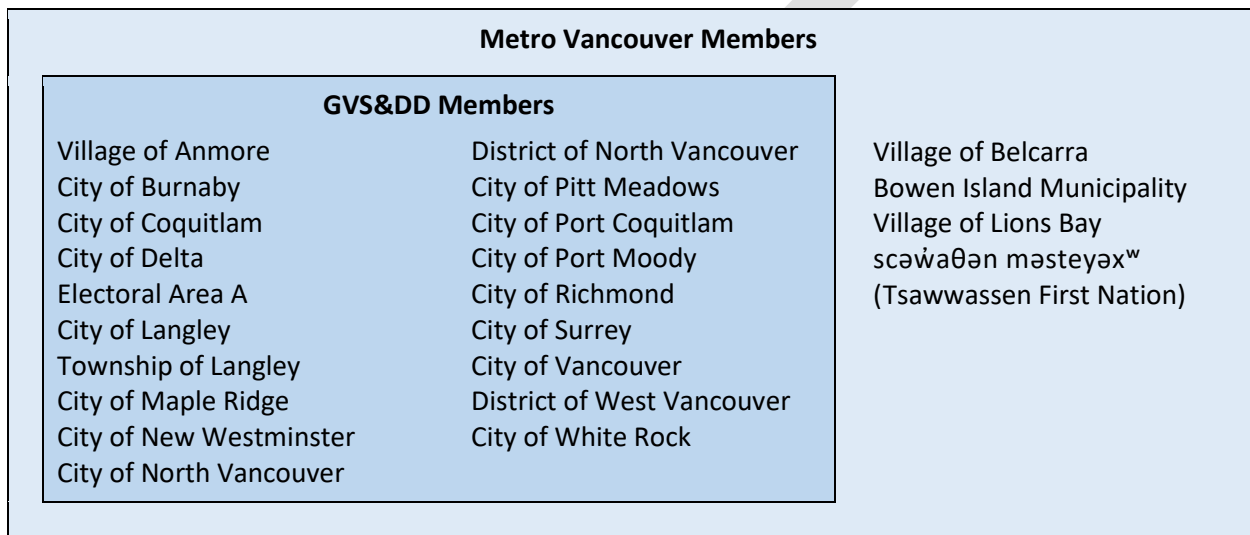 Metro Vancouver Members
GVS&DD Members
Village of Anmore
City of Burnaby
City of Coquitlam
City of Delta
Electoral Area A
City of Langley
Township of Langley
City of Maple Ridge
City of New Westminster
City of North Vancouver
District of North Vancouver
City of Pitt Meadows
City of Port Coquitlam
City of Port Moody
City of Richmond
City of Surrey
City of Vancouver
District of West Vancouver
City of White Rock
Village of Belcarra
Bowen Island Municipality
Village of Lions Bay
scəw̓aθən məsteyəxʷ
(Tsawwassen First Nation)